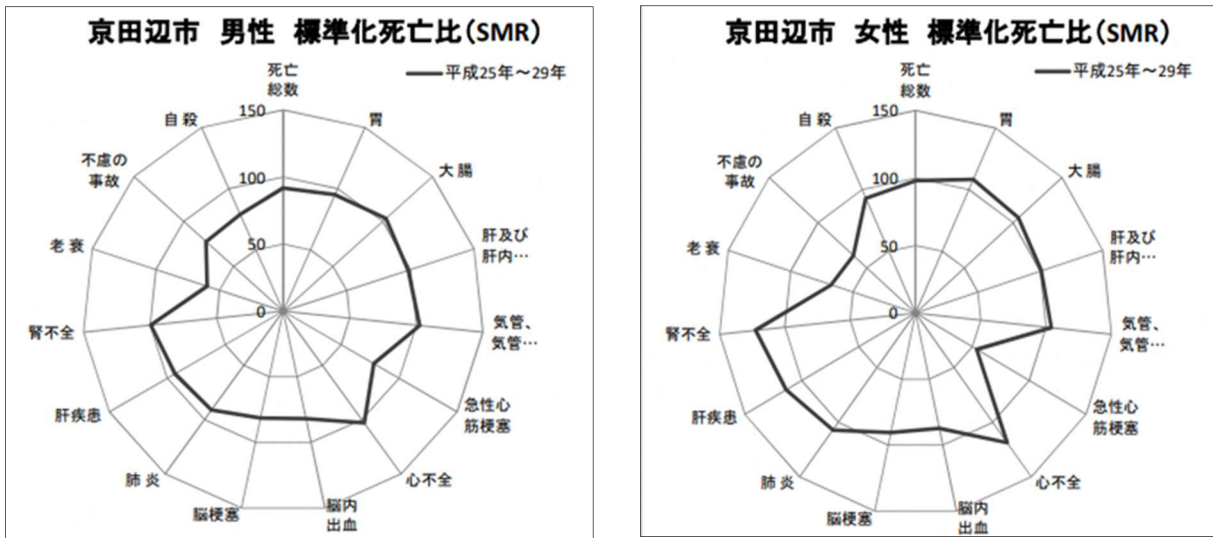 京田辺市 男性 標準化死亡比(SMR)
平成25年～29年
死亡
総数
胃
大 腸
肝及び
肝内…
気管、
気管…
急性心
筋梗塞
心不全
脳内
出血
脳梗塞
肺 炎
肝疾患
腎不全
老 衰
不慮の
事故
自 殺
150
100
50
0
京田辺市 女性 標準化死亡比(SMR)
平成25年～29年
死亡
総数
胃
大 腸
肝及び
肝内…
気管、
気管…
急性心
筋梗塞
心不全
脳内
出血
脳梗塞
肺 炎
肝疾患
腎不全
老 衰
不慮の
事故
自 殺
150
100
50
0